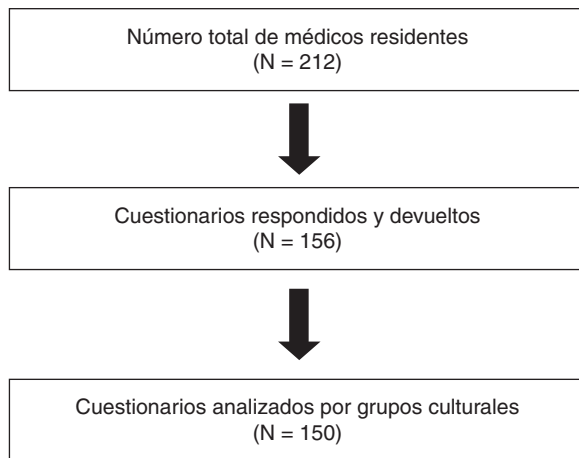 Número total de médicos residentes
(N = 212)
Cuestionarios respondidos y devueltos
(N = 156)
Cuestionarios analizados por grupos culturales
(N = 150)